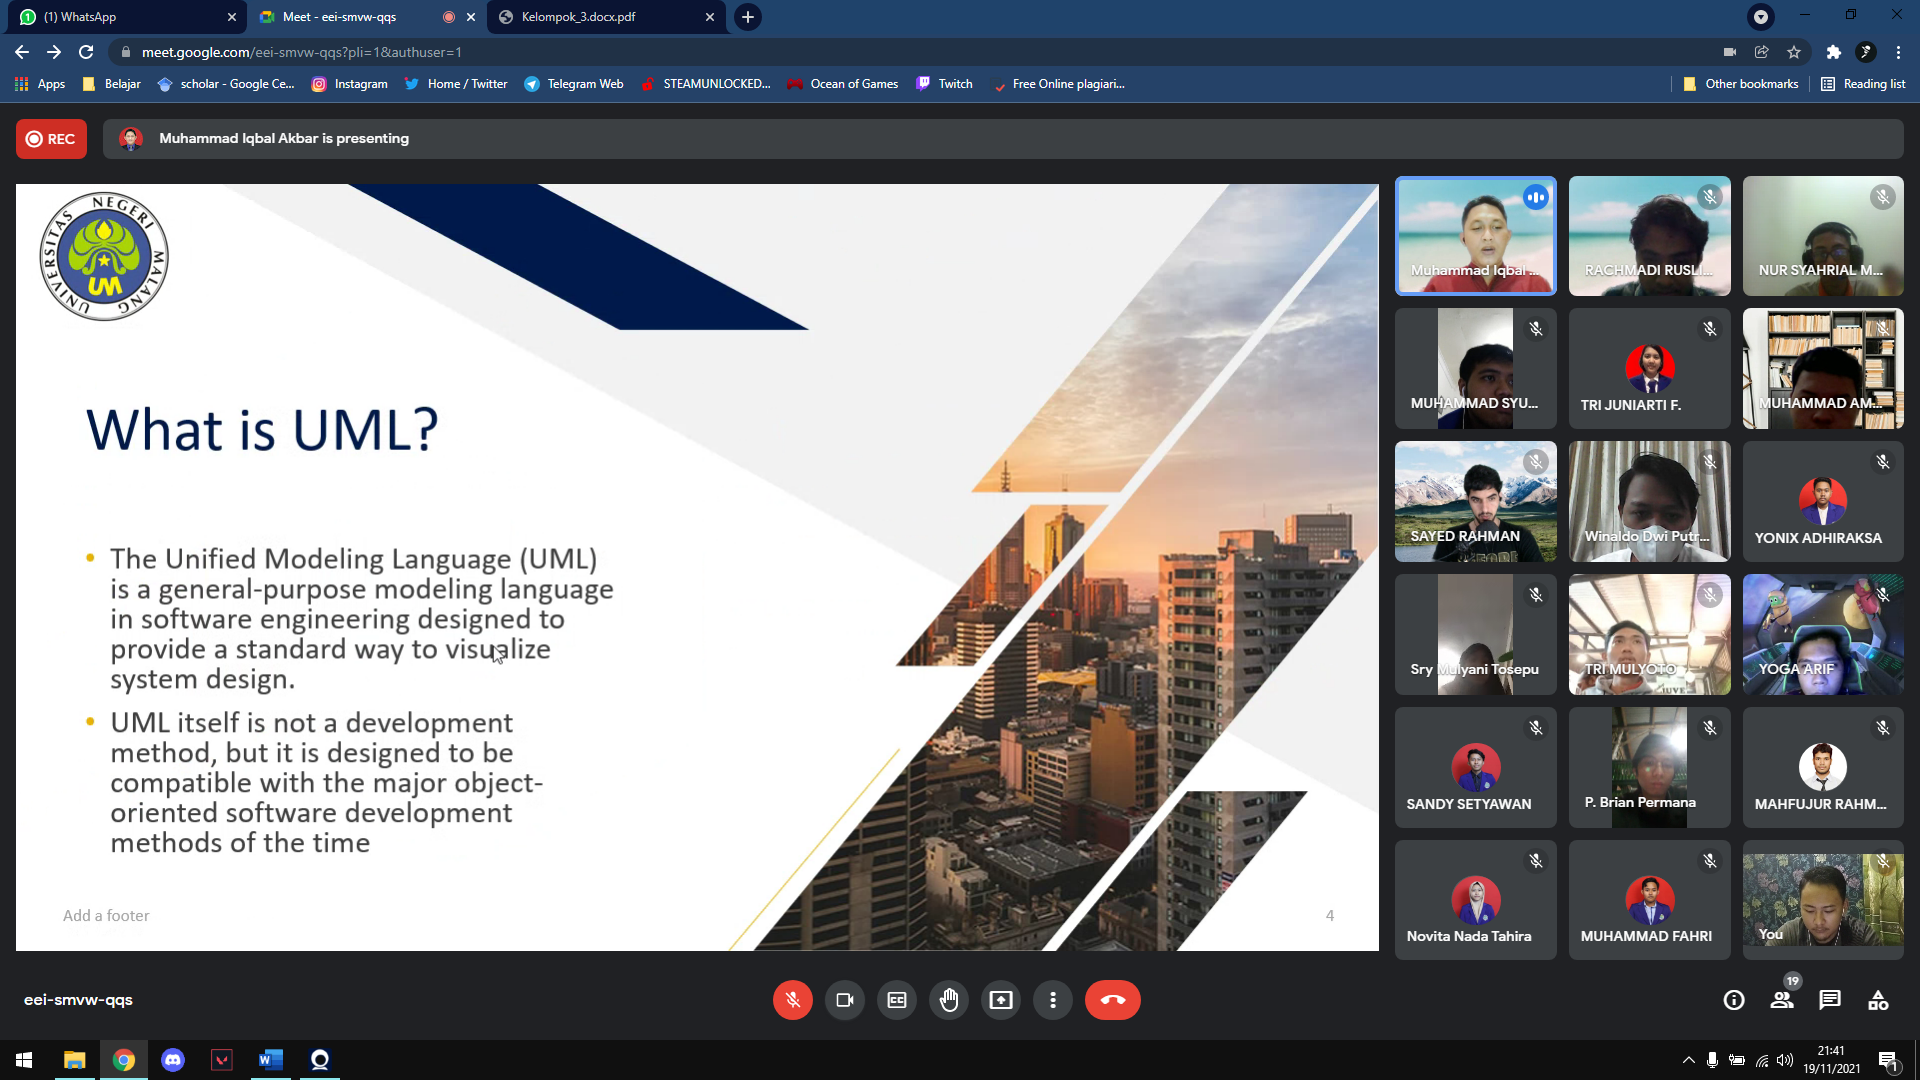 (1) WhatsApp
Meet - eei-smvw-qqs
Kelompok_3.docx.pdf
meet.google.com/eei-smvw-qqs?pli=1&authuser=1
Apps
Belajar
scholar - Google Ce...
Instagram
Home / Twitter
Telegram Web
STEAMUNLOCKED...
Ocean of Games
Twitch
Free Online plagiari...
Other bookmarks
Reading list
REC
Muhammad Iqbal Akbar is presenting
UNIVERSITAS NEGERI MALANG
UM
What is UML?
• The Unified Modeling Language (UML)
is a general-purpose modeling language
in software engineering designed to
provide a standard way to visualize
system design.
• UML itself is not a development
method, but it is designed to be
compatible with the major object-
oriented software development
methods of the time
Add a footer
4
Muhammad Iqbal ...
RACHMADI RUSLI...
NUR SYAHRIAL M...
MUHAMMAD SYU...
TRI JUNIARTI F.
MUHAMMAD AM...
SAYED RAHMAN
Winaldo Dwi Putr...
YONIX ADHIRAKSA
Sry Mulyani Tosepu
TRI MULYOTO
YOGA ARIF
SANDY SETYAWAN
P. Brian Permana
MAHFUJUR RAHM...
Novita Nada Tahira
MUHAMMAD FAHRI
You
eei-smvw-qqs
19
21:41
19/11/2021
1